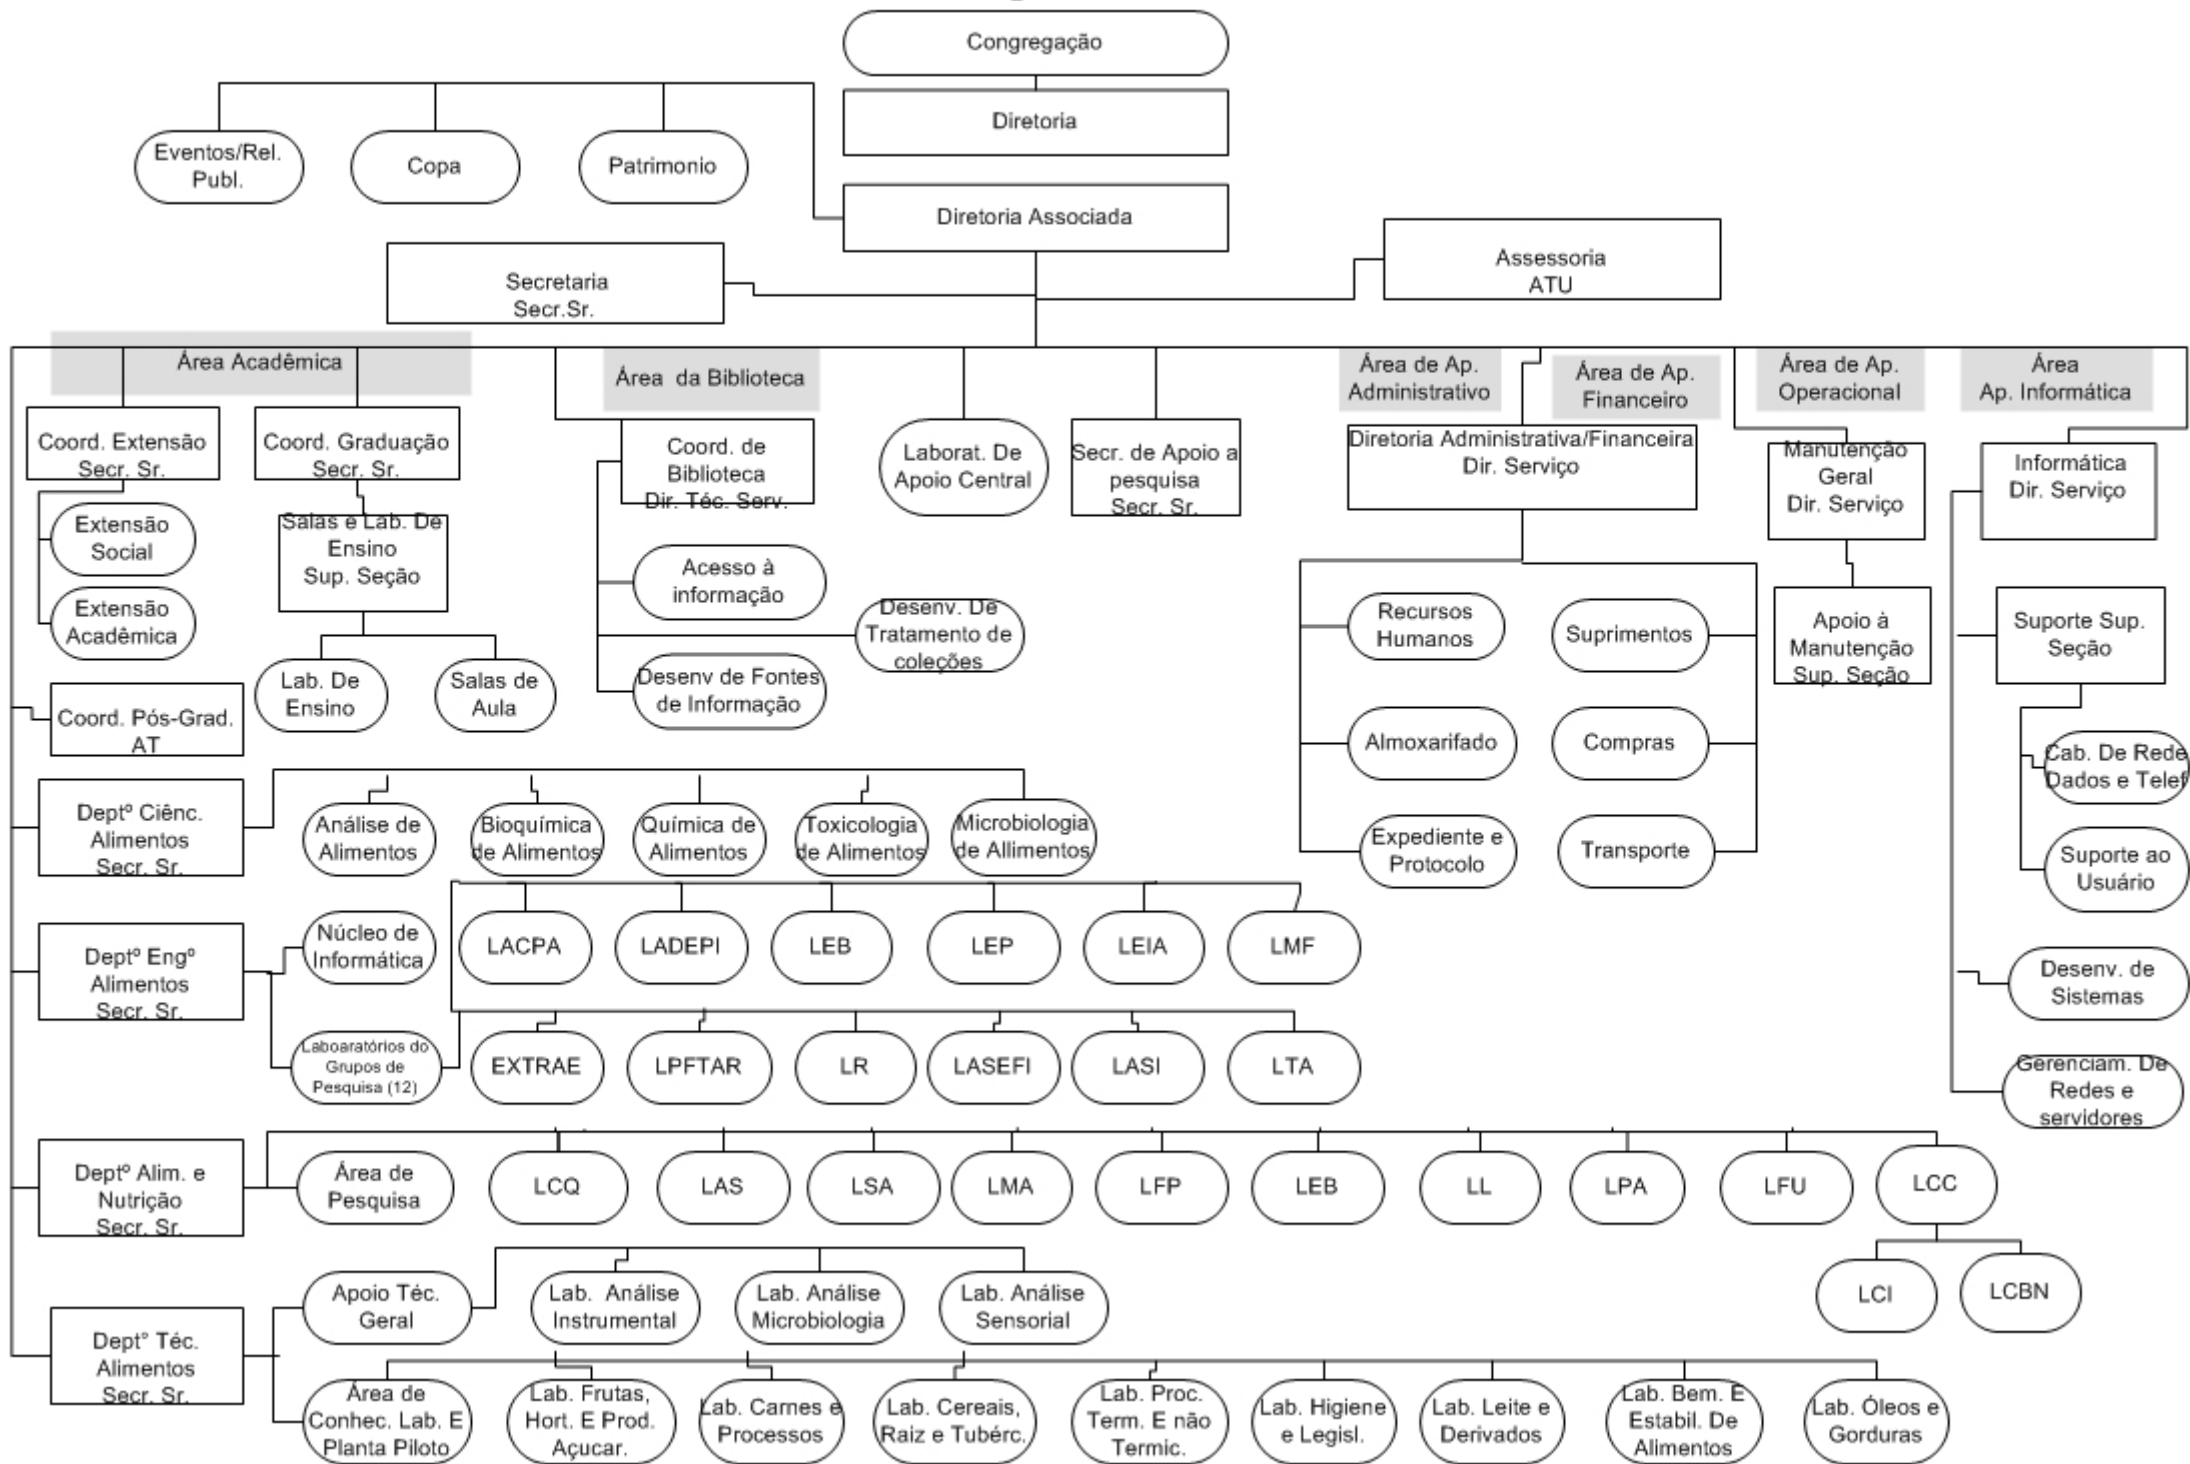 Congregação
Diretoria
Eventos/Rel.
Publ.
Copa
Patrimonio
Diretoria Associada
Secretaria
Secr.Sr.
Assessoria
ATU
Área Acadêmica
Área da Biblioteca
Área de Ap.
Administrativo
Área de Ap.
Financeiro
Área de Ap.
Operacional
Área
Ap. Informática
Coord. Extensão
Secr. Sr.
Coord. Graduação
Secr. Sr.
Coord. de
Biblioteca
Dir. Téc. Serv.
Laborat. De
Apoio Central
Secr. de Apoio a
pesquisa
Secr. Sr.
Diretoria Administrativa/Financeira
Dir. Serviço
Manutenção
Geral
Dir. Serviço
Informática
Dir. Serviço
Extensão
Social
Extensão
Acadêmica
Salas e Lab. De
Ensino
Sup. Seção
Lab. De
Ensino
Salas de
Aula
Acesso à
informação
Desenv. De
Tratamento de
coleções
Desenv de Fontes
de Informação
Recursos
Humanos
Suprimentos
Almoxarifado
Compras
Expediente e
Protocolo
Transporte
Apoio à
Manutenção
Sup. Seção
Suporte Sup.
Seção
Cab. De Rede
Dados e Telef
Suporte ao
Usuário
Desenv. de
Sistemas
Gerenciam. De
Redes e
servidores
Coord. Pós-Grad.
AT
Deptº Ciênc.
Alimentos
Secr. Sr.
Análise de
Alimentos
Bioquímica
de Alimentos
Química de
Alimentos
Toxicologia
de Alimentos
Microbiologia
de Allimentos
Deptº Engº
Alimentos
Secr. Sr.
Núcleo de
Informática
LACPA
LADEPI
LEB
LEP
LEIA
LMF
Laboaratórios do
Grupos de
Pesquisa (12)
EXTRAE
LPFTAR
LR
LASEFI
LASI
LTA
Deptº Alim. e
Nutrição
Secr. Sr.
Área de
Pesquisa
LCQ
LAS
LSA
LMA
LFP
LEB
LL
LPA
LFU
LCC
LCI
LCBN
Dept° Téc.
Alimentos
Secr. Sr.
Apoio Téc.
Geral
Lab. Análise
Instrumental
Lab. Análise
Microbiologia
Lab. Análise
Sensorial
Área de
Conhec. Lab. E
Planta Piloto
Lab. Frutas,
Hort. E Prod.
Açucar.
Lab. Carnes e
Processos
Lab. Cereais,
Raiz e Tubérc.
Lab. Proc.
Term. E não
Termic.
Lab. Higiene
e Legisl.
Lab. Leite e
Derivados
Lab. Bem. E
Estabil. De
Alimentos
Lab. Óleos e
Gorduras